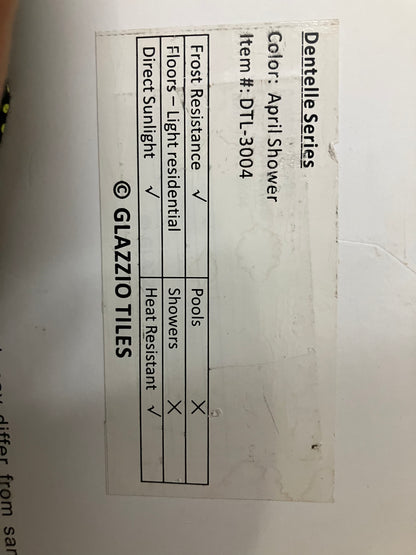 Dentelle Series
Color: April Shower
Item #: DTL-3004
Frost Resistance ✓ Pools X
Floors – Light residential Showers X
Direct Sunlight ✓ Heat Resistant ✓
© GLAZZIO TILES
differ from